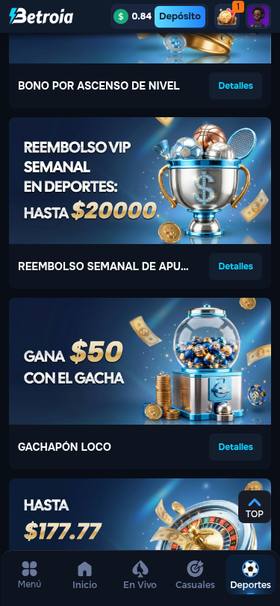 Betroia
$ 0.84 Depósito 1
BONO POR ASCENSO DE NIVEL Detalles
REEMBOLSO VIP
SEMANAL
EN DEPORTES:
HASTA $20000
$
REEMBOLSO SEMANAL DE APU... Detalles
GANA $50
CON EL GACHA
GACHAPÓN LOCO Detalles
HASTA
$177.77
TOP
Menú Inicio En Vivo Casuales Deportes